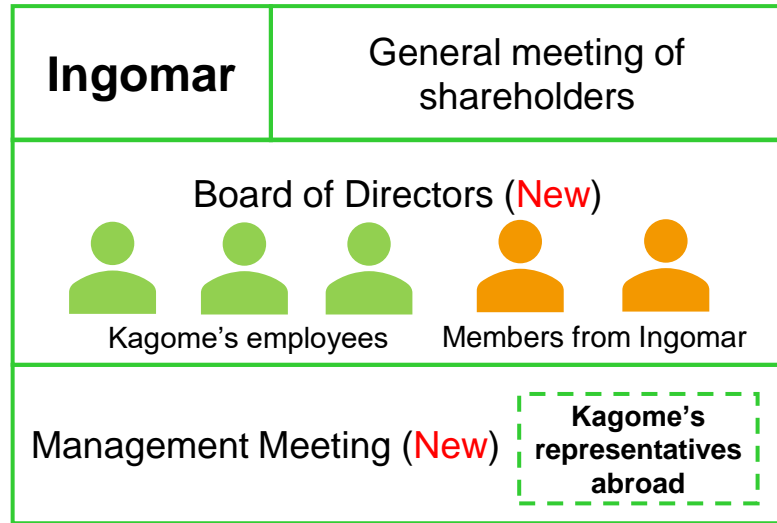 Ingomar
General meeting of
shareholders
Board of Directors (New)
Kagome’s employees
Members from Ingomar
Management Meeting (New)
Kagome’s
representatives
abroad